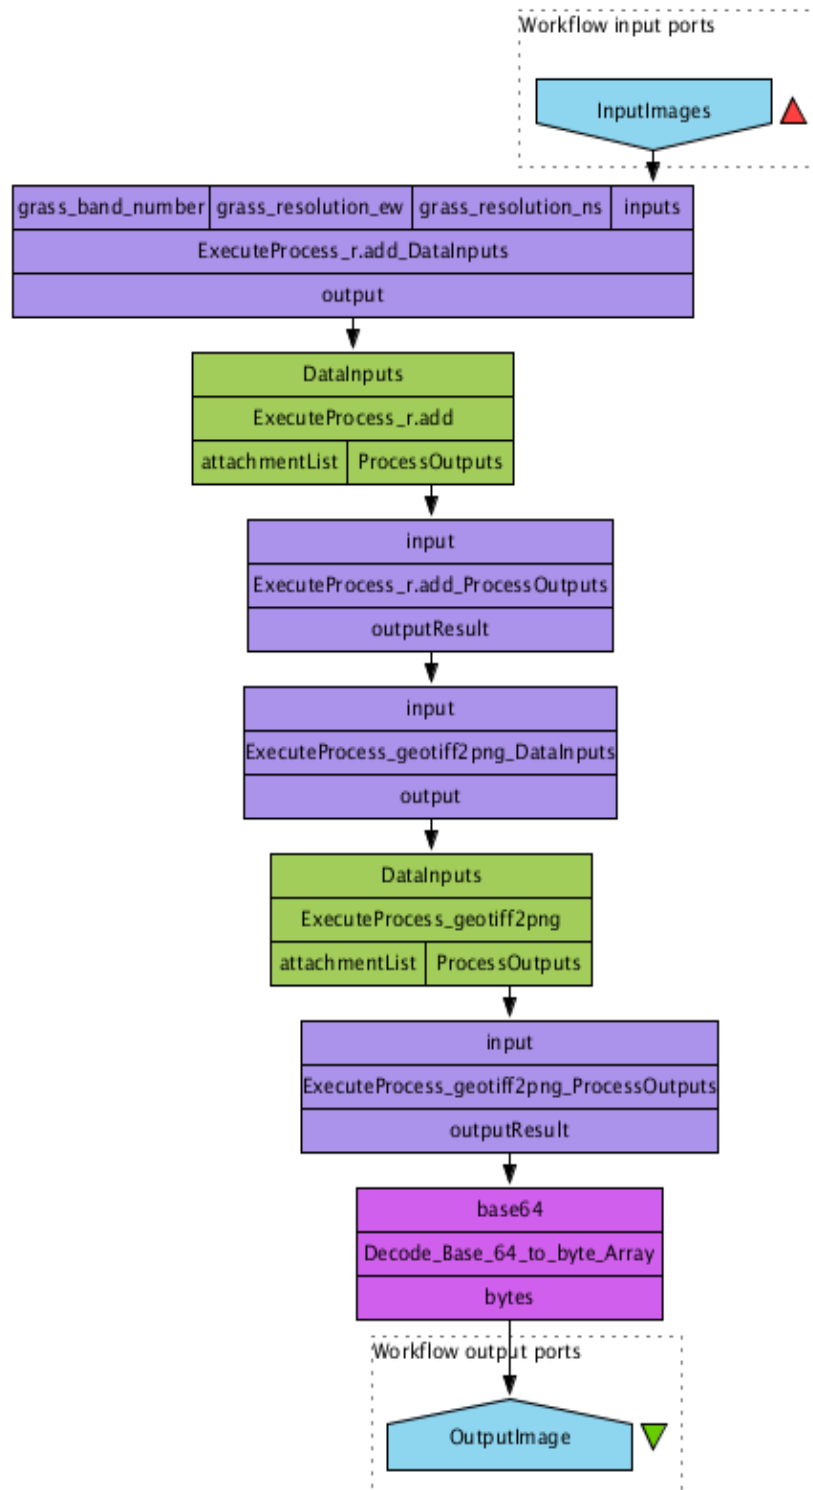 Workflow input ports
InputImages
grass_band_number grass_resolution_ew grass_resolution_ns inputs
ExecuteProcess_r.add_DataInputs
output
DataInputs
ExecuteProcess_r.add
attachmentList ProcessOutputs
input
ExecuteProcess_r.add_ProcessOutputs
outputResult
input
ExecuteProcess_geotiff2png_DataInputs
output
DataInputs
ExecuteProcess_geotiff2png
attachmentList ProcessOutputs
input
ExecuteProcess_geotiff2png_ProcessOutputs
outputResult
base64
Decode_Base_64_to_byte_Array
bytes
Workflow output ports
OutputImage